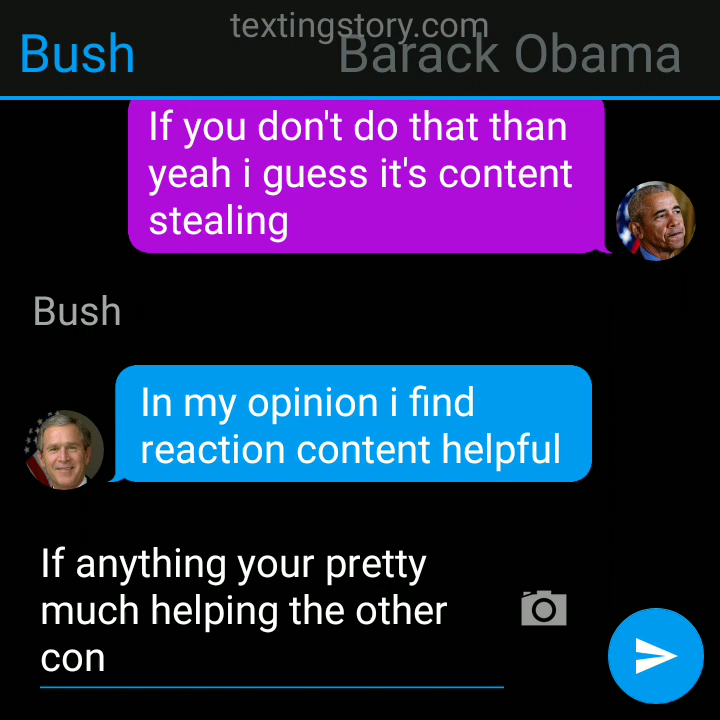 textingstory.com
Bush
Barack Obama
If you don't do that than
yeah i guess it's content
stealing
Bush
In my opinion i find
reaction content helpful
If anything your pretty
much helping the other
con